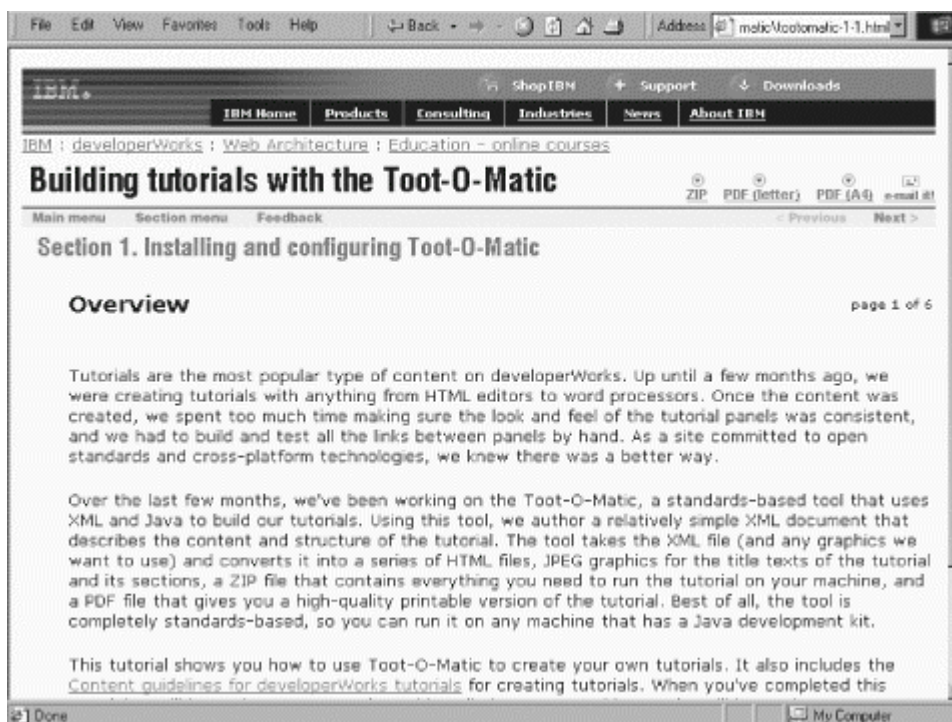 File Edit View Favorites Tools Help Back Address matic\tootomatic-1-1.html
IBM.
ShopIBM + Support Downloads
IBM Home Products Consulting Industries News About IBM
IBM : developerWorks : Web Architecture : Education - online courses
Building tutorials with the Toot-O-Matic
ZIP PDF (letter) PDF (A4) e-mail it!
Main menu Section menu Feedback < Previous Next >
Section 1. Installing and configuring Toot-O-Matic
Overview page 1 of 6
Tutorials are the most popular type of content on developerWorks. Up until a few months ago, we
were creating tutorials with anything from HTML editors to word processors. Once the content was
created, we spent too much time making sure the look and feel of the tutorial panels was consistent,
and we had to build and test all the links between panels by hand. As a site committed to open
standards and cross-platform technologies, we knew there was a better way.
Over the last few months, we've been working on the Toot-O-Matic, a standards-based tool that uses
XML and Java to build our tutorials. Using this tool, we author a relatively simple XML document that
describes the content and structure of the tutorial. The tool takes the XML file (and any graphics we
want to use) and converts it into a series of HTML files, JPEG graphics for the title texts of the tutorial
and its sections, a ZIP file that contains everything you need to run the tutorial on your machine, and
a PDF file that gives you a high-quality printable version of the tutorial. Best of all, the tool is
completely standards-based, so you can run it on any machine that has a Java development kit.
This tutorial shows you how to use Toot-O-Matic to create your own tutorials. It also includes the
Content guidelines for developerWorks tutorials for creating tutorials. When you've completed this
Done My Computer